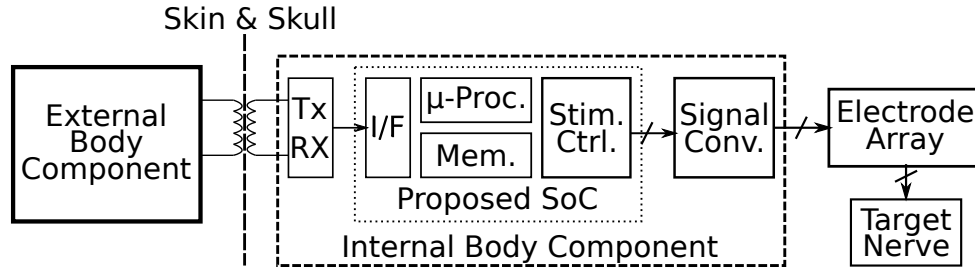 Skin & Skull
External
Body
Component
Tx
RX
I/F
μ-Proc.
Mem.
Stim.
Ctrl.
Proposed SoC
Signal
Conv.
Internal Body Component
Electrode
Array
Target
Nerve